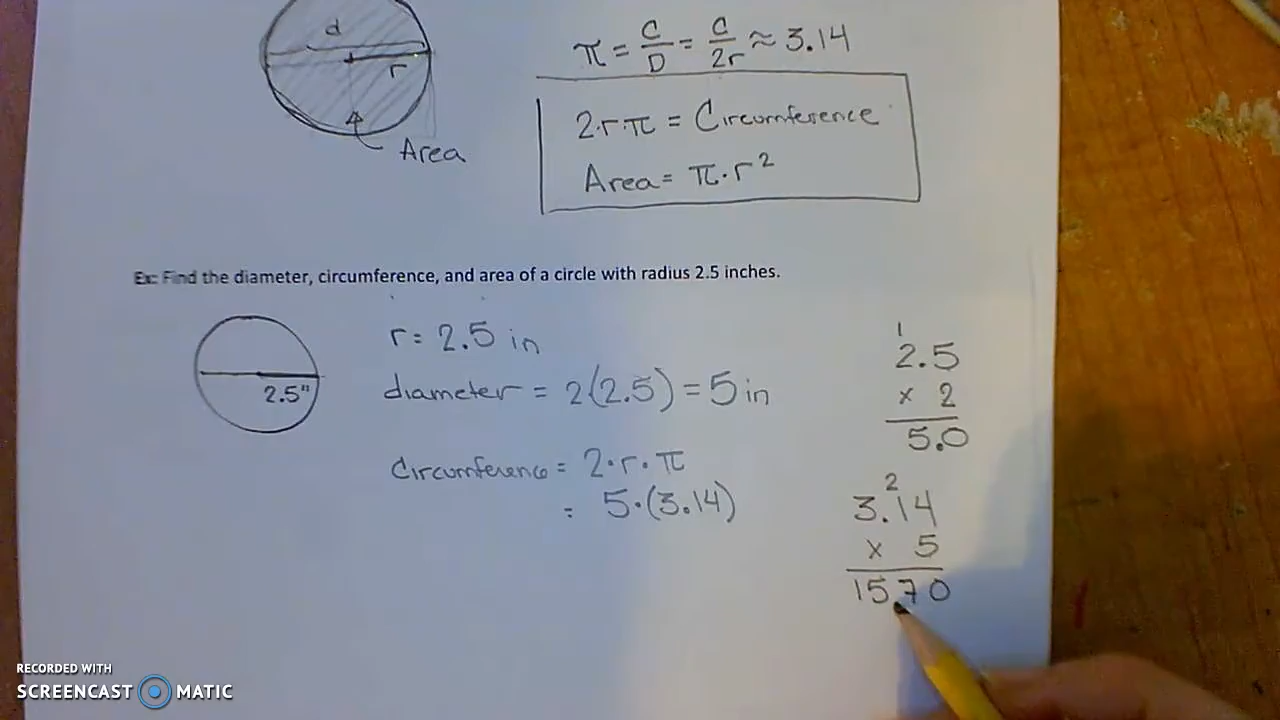 d
r
Area
π = C/D = C/2r ≈ 3.14
2·r·π = Circumference
Area = π·r²
Ex: Find the diameter, circumference, and area of a circle with radius 2.5 inches.
2.5"
r = 2.5 in
diameter = 2(2.5) = 5 in
Circumference = 2·r·π
= 5·(3.14)
1
2.5
x 2
5.0
2
3.14
x 5
1570
RECORDED WITH
SCREENCAST MATIC